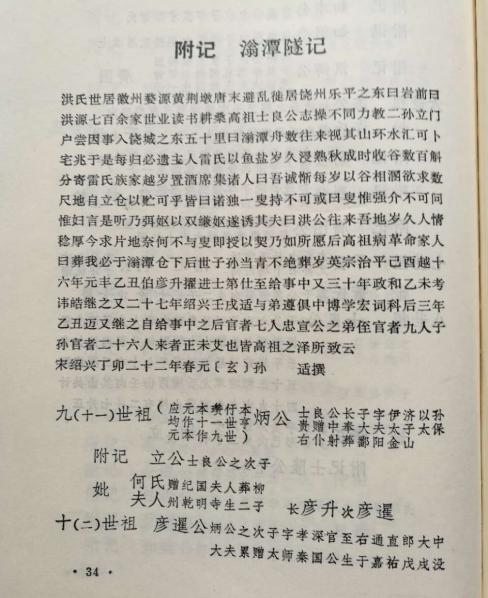 附记　滃潭隧记
洪氏世居徽州婺源黄荆墩唐末避乱徙居饶州乐平之东曰岩前曰
洪源七百余家世业读书耕桑高祖士良公志操不同力教二孙立门
户尝因事入饶城之东五十里曰滃潭舟数往来视其山环水汇可卜
宅兆于是每归必遗主人雷氏以鱼盐岁久浸熟秋成时收谷数百斛
分寄雷氏族家越岁置酒席集诸人曰吾诚惭每岁以谷相溷欲求数
尺地自立仓以贮可乎皆曰诺独一叟持不可或曰叟惟强介不可问
惟妇言是听乃弭妪以双缣妪遂诱其夫曰洪公往来吾地岁久人情
稔厚今求片地奈何不与叟即授以契乃如所愿后高祖病革命家人
曰葬我必于滃潭仓下后世子孙当青不绝葬岁英宗治平己酉越十
六年元丰乙丑伯彦升擢进士第仕至给事中又三十年政和乙未考
讳皓继之又二十七年绍兴壬戌适与弟遵俱中博学宏词科后三年
乙丑迈又继之自给事中之后官者七人忠宣公之弟侄官者九人子
孙官者二十六人来者正未艾也皆高祖之泽所致云
宋绍兴丁卯二十二年春元〔玄〕孙　　适撰
九(十一)世祖(应元本儹仔本均作十一世亨元本作九世)炳公 士良公长子字伊济以孙
贵赠中奉大夫太子太保
右仆射葬鄱阳金山
附记　立公士良公之次子
妣　何氏赠纪国夫人葬柳
夫人州乾明寺生二子　长彦升次彦暹
十(二)世祖　彦暹公炳公之次子字孝深官至右通直郎大中
大夫累赠太师秦国公生于嘉祐戊戌没
· 34 ·